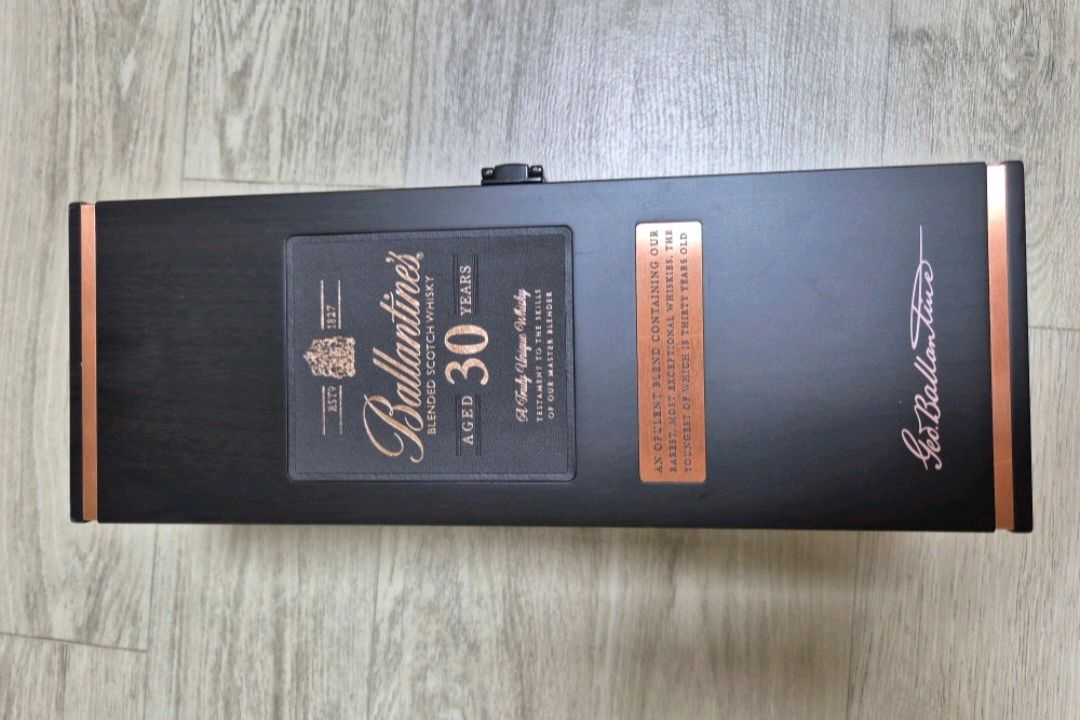 ESTD 1827
Ballantine's
BLENDED SCOTCH WHISKY
AGED 30 YEARS
A Truly Unique Whisky
TESTAMENT TO THE SKILLS
OF OUR MASTER BLENDER
AN OPULENT BLEND CONTAINING OUR
RAREST, MOST EXCEPTIONAL WHISKIES, THE
YOUNGEST OF WHICH IS THIRTY YEARS OLD
Geo. Ballantine